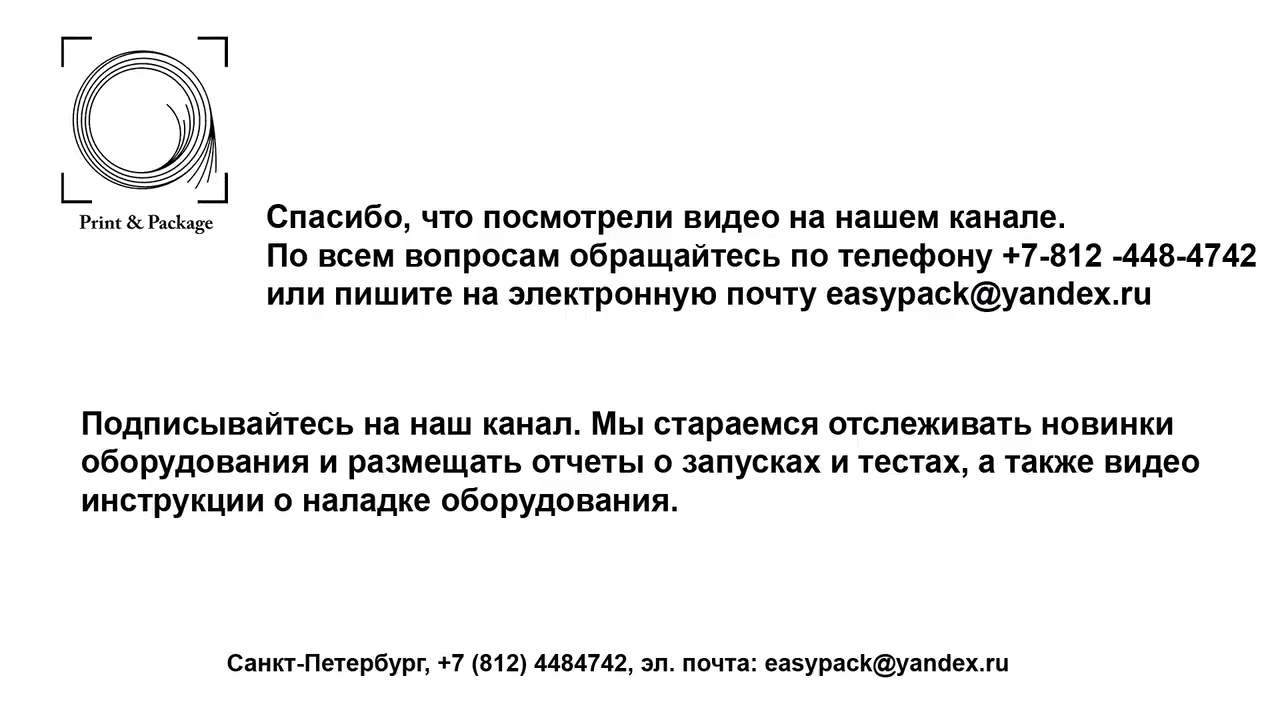 Print & Package
Спасибо, что посмотрели видео на нашем канале.
По всем вопросам обращайтесь по телефону +7-812 -448-4742
или пишите на электронную почту easypack@yandex.ru
Подписывайтесь на наш канал. Мы стараемся отслеживать новинки
оборудования и размещать отчеты о запусках и тестах, а также видео
инструкции о наладке оборудования.
Санкт-Петербург, +7 (812) 4484742, эл. почта: easypack@yandex.ru